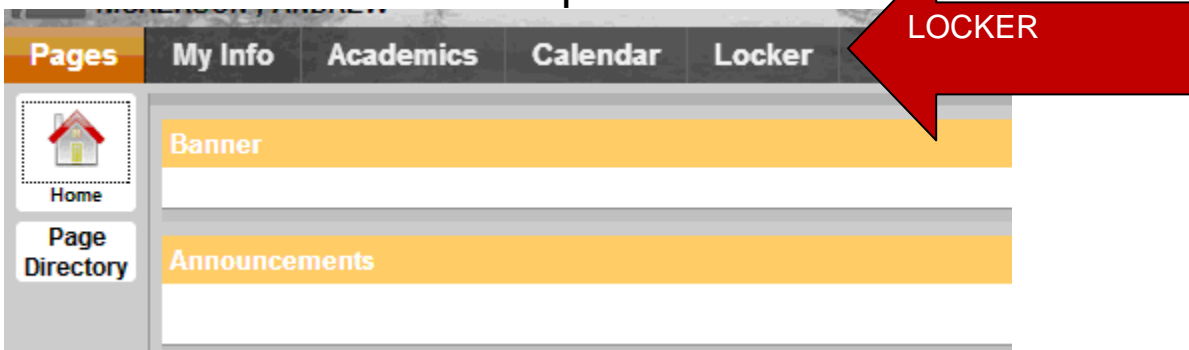 LOCKER
Pages My Info Academics Calendar Locker
Banner
Home
Page
Directory
Announcements